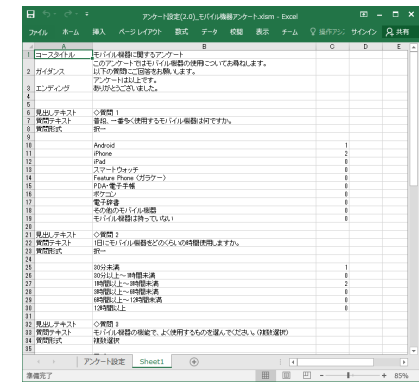 アンケート設定(2.0)_モバイル機器アンケート.xlsm - Excel
ファイル ホーム 挿入 ページ レイアウト 数式 データ 校閲 表示 チーム 操作アシ サインイン 共有
A B C D E
1 コースタイトル モバイル機器に関するアンケート
このアンケートではモバイル機器の使用についてお尋ねします。
2 ガイダンス 以下の質問にご回答をお願いします。
アンケートは以上です。
3 エンディング ありがとうございました。
4
5
6 見出しテキスト ◇質問 1
7 質問テキスト 普段、一番多く使用するモバイル機器は何ですか。
8 質問形式 択一
9
10 Android 1
11 iPhone 2
12 iPad 0
13 スマートウォッチ 0
14 Feature Phone (ガラケー) 0
15 PDA・電子手帳 0
16 ポケコン 0
17 電子辞書 0
18 その他のモバイル機器 0
19 モバイル機器は持っていない 0
20
21 見出しテキスト ◇質問 2
22 質問テキスト 1日にモバイル機器をどのくらいの時間使用しますか。
23 質問形式 択一
24
25 30分未満 1
26 30分以上～1時間未満 0
27 1時間以上～3時間未満 2
28 3時間以上～6時間未満 0
29 6時間以上～12時間未満 0
30 12時間以上 0
31
32 見出しテキスト ◇質問 3
33 質問テキスト モバイル機器の機能で、よく使用するものを選んでください。(複数選択)
34 質問形式 複数選択
35
アンケート設定 Sheet1
準備完了 85%